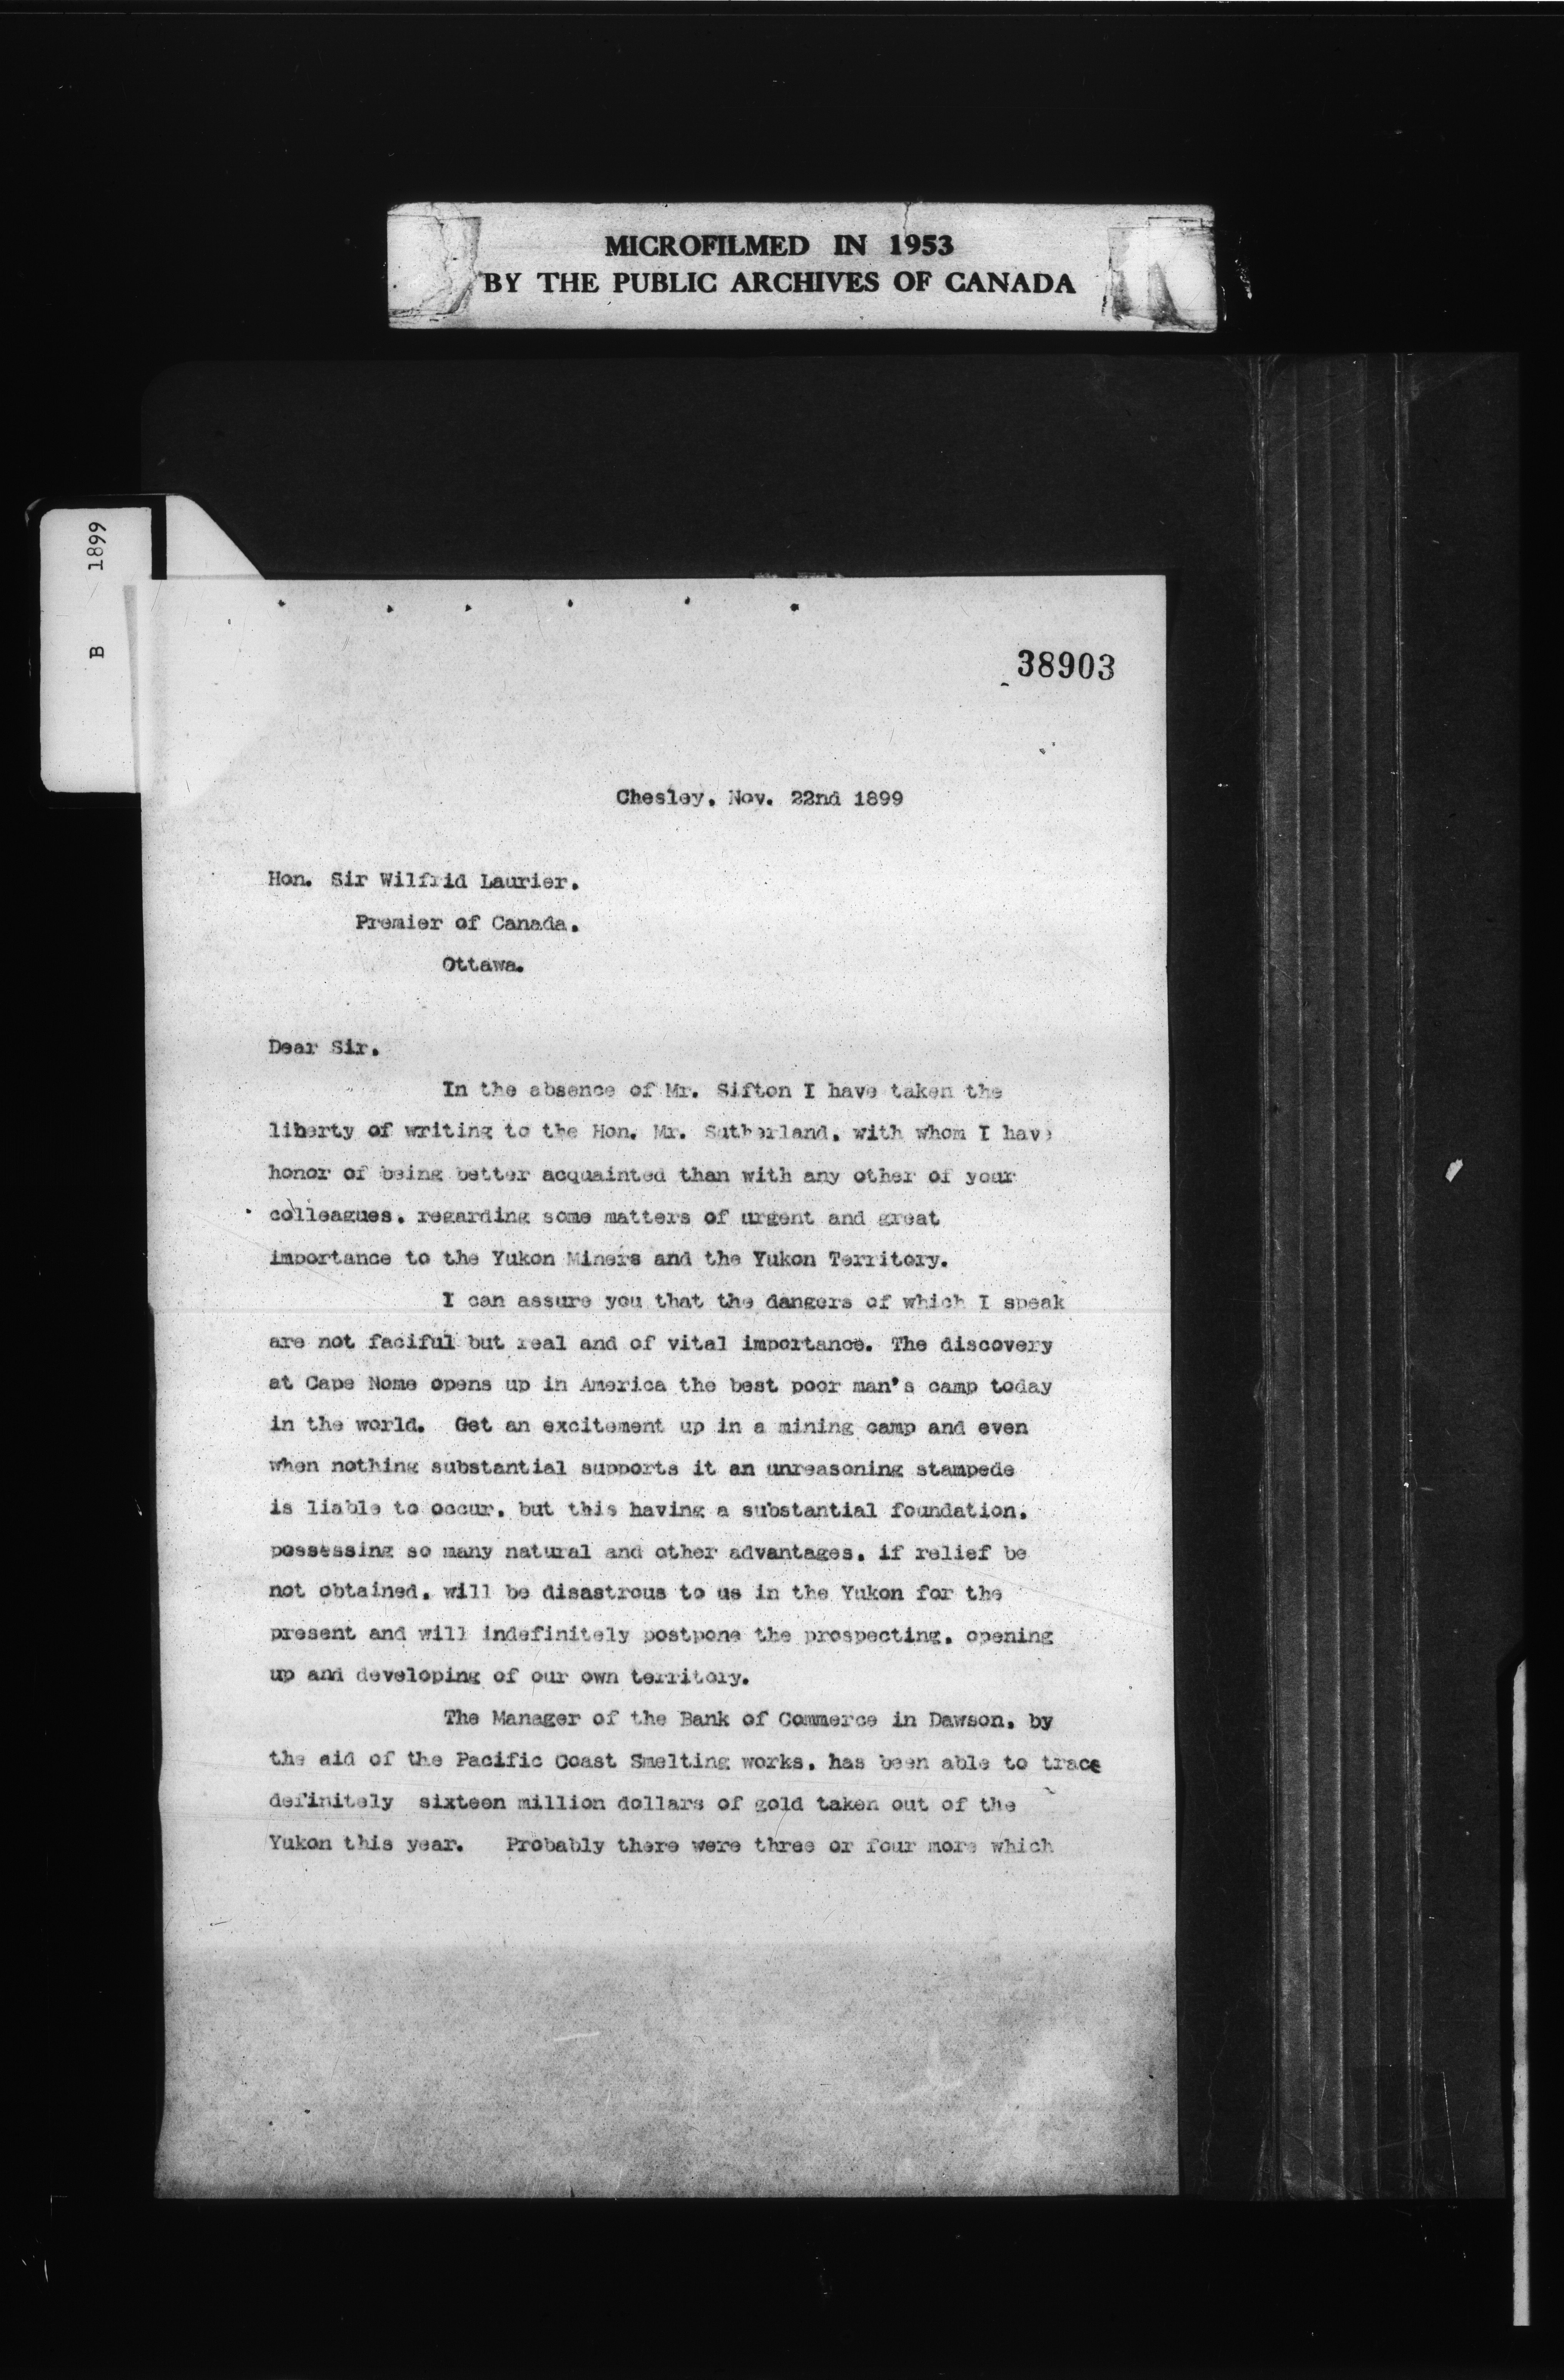 MICROFILMED IN 1953
BY THE PUBLIC ARCHIVES OF CANADA
B 1899
38903
Chesley, Nov. 22nd 1899
Hon. Sir Wilfrid Laurier.
Premier of Canada.
Ottawa.
Dear Sir.
In the absence of Mr. Sifton I have taken the
liberty of writing to the Hon. Mr. Sutherland, with whom I have
honor of being better acquainted than with any other of your
colleagues, regarding some matters of urgent and great
importance to the Yukon Miners and the Yukon Territory.
I can assure you that the dangers of which I speak
are not faciful but real and of vital importance. The discovery
at Cape Nome opens up in America the best poor man's camp today
in the world. Get an excitement up in a mining camp and even
when nothing substantial supports it an unreasoning stampede
is liable to occur, but this having a substantial foundation,
possessing so many natural and other advantages, if relief be
not obtained, will be disastrous to us in the Yukon for the
present and will indefinitely postpone the prospecting, opening
up and developing of our own territory.
The Manager of the Bank of Commerce in Dawson, by
the aid of the Pacific Coast Smelting works, has been able to trace
definitely sixteen million dollars of gold taken out of the
Yukon this year. Probably there were three or four more which